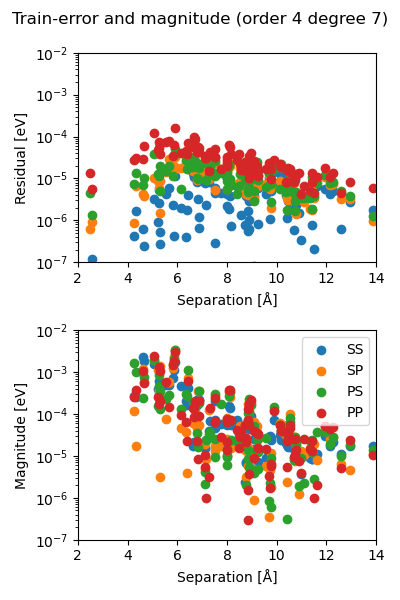 Train-error and magnitude (order 4 degree 7)
10⁻²
10⁻³
10⁻⁴
10⁻⁵
10⁻⁶
10⁻⁷
Residual [eV]
2 4 6 8 10 12 14
Separation [Å]
10⁻²
10⁻³
10⁻⁴
10⁻⁵
10⁻⁶
10⁻⁷
Magnitude [eV]
SS
SP
PS
PP
2 4 6 8 10 12 14
Separation [Å]